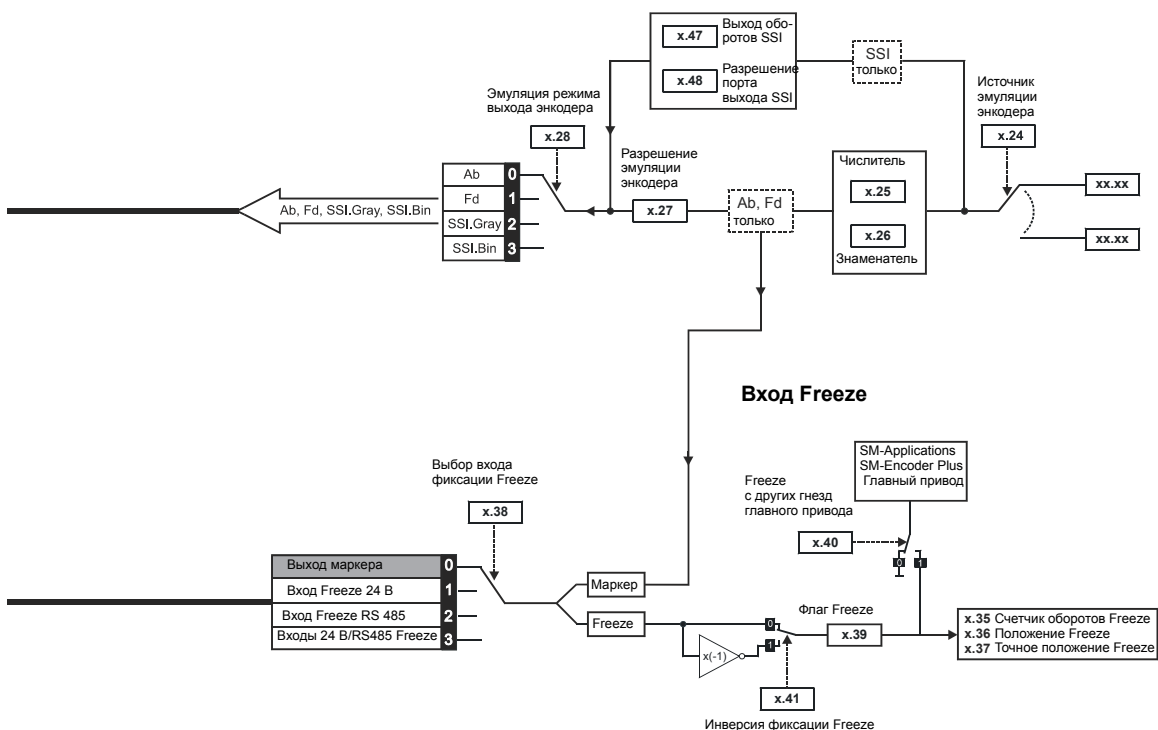 x.47
Выход обо-
ротов SSI
x.48
Разрешение
порта
выхода SSI
SSI
только
Источник
эмуляции
энкодера
x.24
Эмуляция режима
выхода энкодера
x.28
Разрешение
эмуляции
энкодера
x.27
Ab, Fd
только
Числитель
x.25
x.26
Знаменатель
xx.xx
xx.xx
Ab, Fd, SSI.Gray, SSI.Bin
Ab 0
Fd 1
SSI.Gray 2
SSI.Bin 3
Вход Freeze
SM-Applications
SM-Encoder Plus
Главный привод
Freeze
с других гнезд
главного привода
x.40
0 1
Выбор входа
фиксации Freeze
x.38
Выход маркера 0
Вход Freeze 24 В 1
Вход Freeze RS 485 2
Входы 24 В/RS485 Freeze 3
Маркер
Freeze
x(-1)
0
1
x.41
Инверсия фиксации Freeze
Флаг Freeze
x.39
x.35 Счетчик оборотов Freeze
x.36 Положение Freeze
x.37 Точное положение Freeze